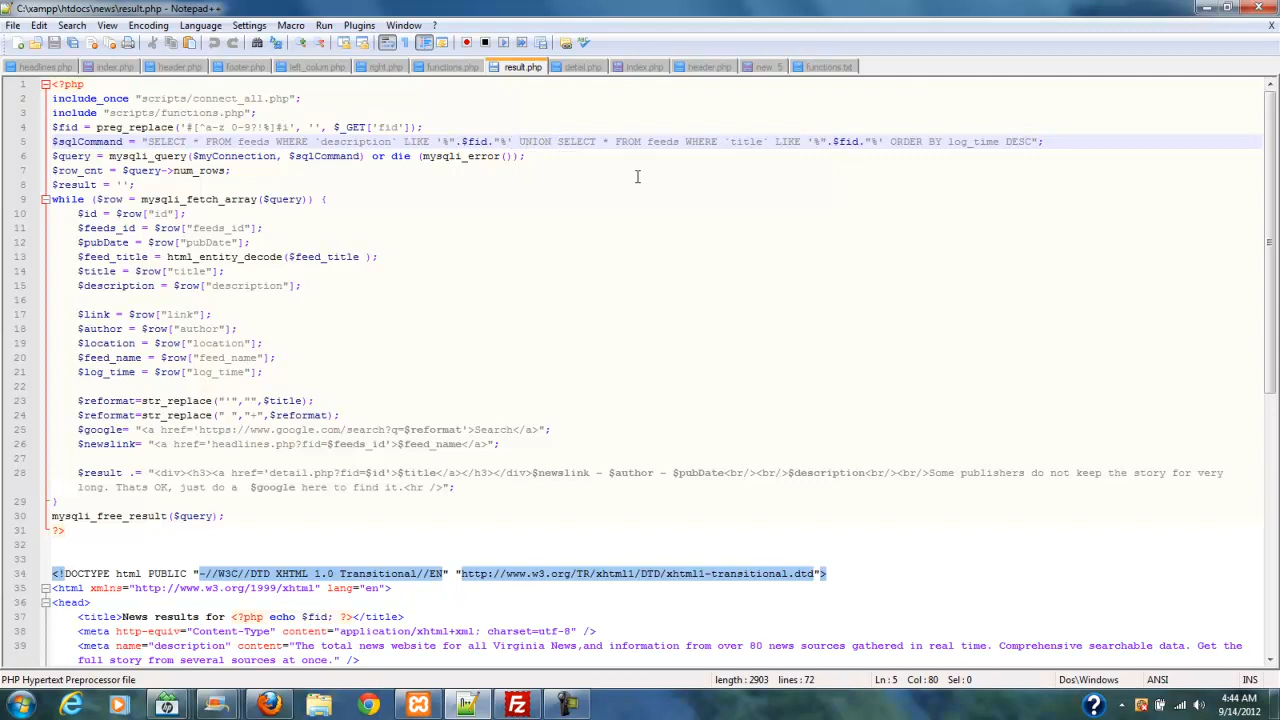 C:\xampp\htdocs\news\result.php - Notepad++
File Edit Search View Encoding Language Settings Macro Run Plugins Window ?
X
headlines.php index.php header.php footer.php left_colum.php right.php functions.php result.php detail.php index.php header.php new 5 functions.txt
1 <?php
2 include_once "scripts/connect_all.php";
3 include "scripts/functions.php";
4 $fid = preg_replace('#[^a-z 0-9?!%]#i', '', $_GET['fid']);
5 $sqlCommand = "SELECT * FROM feeds WHERE `description` LIKE '%".$fid."%' UNION SELECT * FROM feeds WHERE `title` LIKE '%".$fid."%' ORDER BY log_time DESC";
6 $query = mysqli_query($myConnection, $sqlCommand) or die (mysqli_error());
7 $row_cnt = $query->num_rows;
8 $result = '';
9 while ($row = mysqli_fetch_array($query)) {
10 $id = $row["id"];
11 $feeds_id = $row["feeds_id"];
12 $pubDate = $row["pubDate"];
13 $feed_title = html_entity_decode($feed_title );
14 $title = $row["title"];
15 $description = $row["description"];
16
17 $link = $row["link"];
18 $author = $row["author"];
19 $location = $row["location"];
20 $feed_name = $row["feed_name"];
21 $log_time = $row["log_time"];
22
23 $reformat=str_replace("'","",$title);
24 $reformat=str_replace(" ","+",$reformat);
25 $google= "<a href='https://www.google.com/search?q=$reformat'>Search</a>";
26 $newslink= "<a href='headlines.php?fid=$feeds_id'>$feed_name</a>";
27
28 $result .= "<div><h3><a href='detail.php?fid=$id'>$title</a></h3></div>$newslink - $author - $pubDate<br/><br/>$description<br/><br/>Some publishers do not keep the story for very
long. Thats OK, just do a  $google here to find it.<hr />";
29 }
30 mysqli_free_result($query);
31 ?>
32
33
34 <!DOCTYPE html PUBLIC "-//W3C//DTD XHTML 1.0 Transitional//EN" "http://www.w3.org/TR/xhtml1/DTD/xhtml1-transitional.dtd">
35 <html xmlns="http://www.w3.org/1999/xhtml" lang="en">
36 <head>
37 <title>News results for <?php echo $fid; ?></title>
38 <meta http-equiv="Content-Type" content="application/xhtml+xml; charset=utf-8" />
39 <meta name="description" content="The total news website for all Virginia News,and information from over 80 news sources gathered in real time. Comprehensive searchable data. Get the
full story from several sources at once." />
PHP Hypertext Preprocessor file length : 2903 lines : 72 Ln : 5 Col : 80 Sel : 0 Dos\Windows ANSI INS
4:44 AM
9/14/2012